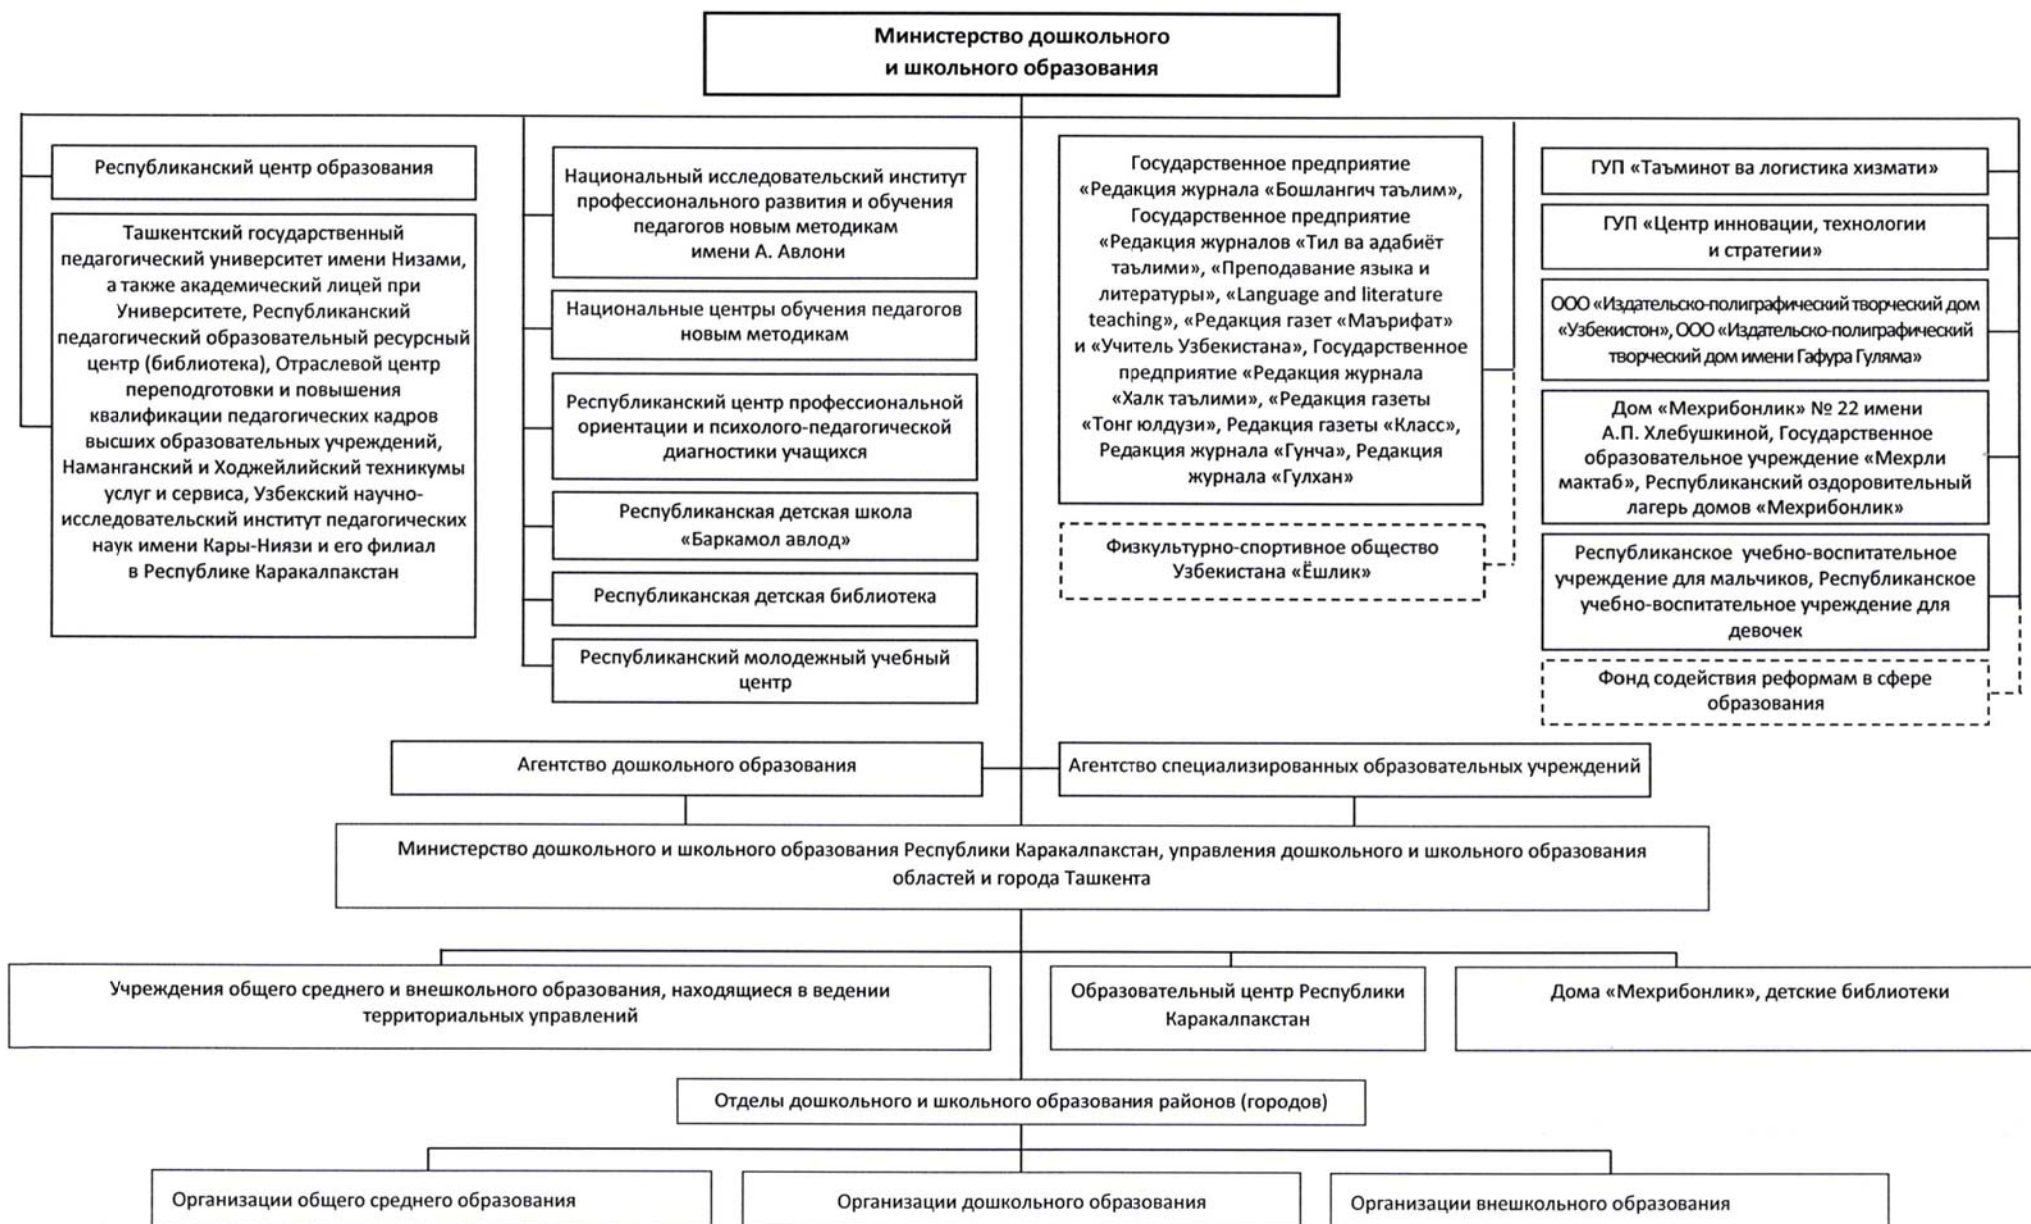 Министерство дошкольного
и школьного образования
Республиканский центр образования
Ташкентский государственный
педагогический университет имени Низами,
а также академический лицей при
Университете, Республиканский
педагогический образовательный ресурсный
центр (библиотека), Отраслевой центр
переподготовки и повышения
квалификации педагогических кадров
высших образовательных учреждений,
Наманганский и Ходжейлийский техникумы
услуг и сервиса, Узбекский научно-
исследовательский институт педагогических
наук имени Кары-Ниязи и его филиал
в Республике Каракалпакстан
Национальный исследовательский институт
профессионального развития и обучения
педагогов новым методикам
имени А. Авлони
Национальные центры обучения педагогов
новым методикам
Республиканский центр профессиональной
ориентации и психолого-педагогической
диагностики учащихся
Республиканская детская школа
«Баркамол авлод»
Республиканская детская библиотека
Республиканский молодежный учебный
центр
Государственное предприятие
«Редакция журнала «Бошлангич таълим»,
Государственное предприятие
«Редакция журналов «Тил ва адабиёт
таълими», «Преподавание языка и
литературы», «Language and literature
teaching», «Редакция газет «Маърифат»
и «Учитель Узбекистана», Государственное
предприятие «Редакция журнала
«Халк таълими», «Редакция газеты
«Тонг юлдузи», Редакция газеты «Класс»,
Редакция журнала «Гунча», Редакция
журнала «Гулхан»
Физкультурно-спортивное общество
Узбекистана «Ёшлик»
ГУП «Таъминот ва логистика хизмати»
ГУП «Центр инновации, технологии
и стратегии»
ООО «Издательско-полиграфический творческий дом
«Узбекистон», ООО «Издательско-полиграфический
творческий дом имени Гафура Гуляма»
Дом «Мехрибонлик» № 22 имени
А.П. Хлебушкиной, Государственное
образовательное учреждение «Мехрли
мактаб», Республиканский оздоровительный
лагерь домов «Мехрибонлик»
Республиканское учебно-воспитательное
учреждение для мальчиков, Республиканское
учебно-воспитательное учреждение для
девочек
Фонд содействия реформам в сфере
образования
Агентство дошкольного образования
Агентство специализированных образовательных учреждений
Министерство дошкольного и школьного образования Республики Каракалпакстан, управления дошкольного и школьного образования
областей и города Ташкента
Учреждения общего среднего и внешкольного образования, находящиеся в ведении
территориальных управлений
Образовательный центр Республики
Каракалпакстан
Дома «Мехрибонлик», детские библиотеки
Отделы дошкольного и школьного образования районов (городов)
Организации общего среднего образования
Организации дошкольного образования
Организации внешкольного образования